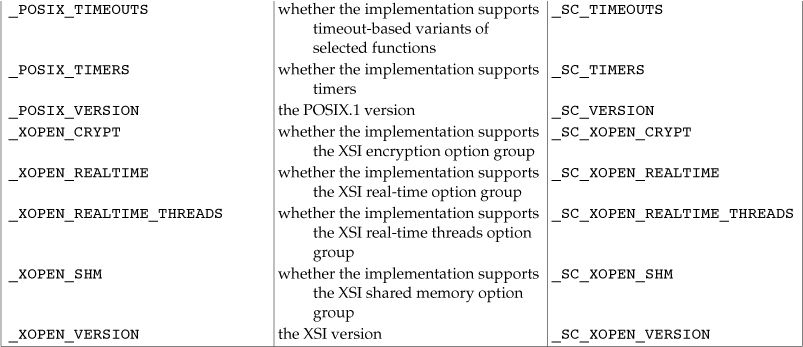 _POSIX_TIMEOUTS whether the implementation supports _SC_TIMEOUTS
timeout-based variants of
selected functions
_POSIX_TIMERS whether the implementation supports _SC_TIMERS
timers
_POSIX_VERSION the POSIX.1 version _SC_VERSION
_XOPEN_CRYPT whether the implementation supports _SC_XOPEN_CRYPT
the XSI encryption option group
_XOPEN_REALTIME whether the implementation supports _SC_XOPEN_REALTIME
the XSI real-time option group
_XOPEN_REALTIME_THREADS whether the implementation supports _SC_XOPEN_REALTIME_THREADS
the XSI real-time threads option
group
_XOPEN_SHM whether the implementation supports _SC_XOPEN_SHM
the XSI shared memory option
group
_XOPEN_VERSION the XSI version _SC_XOPEN_VERSION